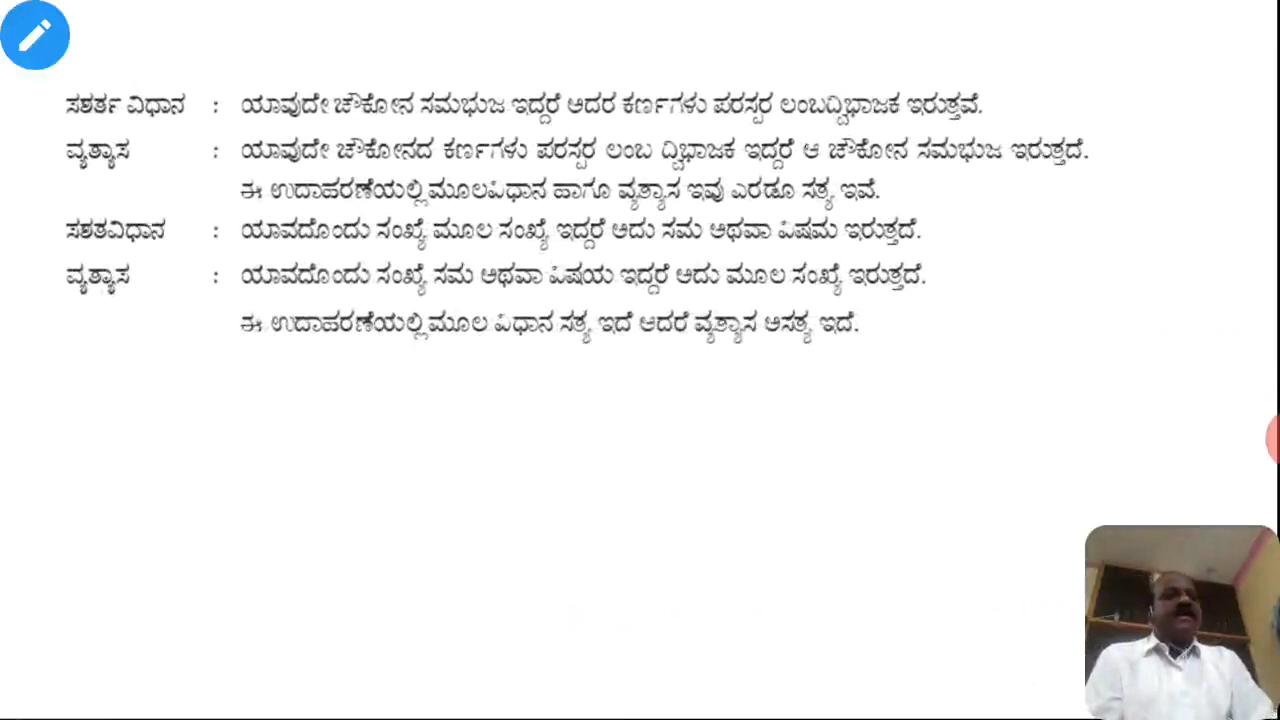 ಸಶರ್ತ ವಿಧಾನ : ಯಾವುದೇ ಚೌಕೋನ ಸಮಭುಜ ಇದ್ದರೆ ಅದರ ಕರ್ಣಗಳು ಪರಸ್ಪರ ಲಂಬದ್ವಿಭಾಜಕ ಇರುತ್ತವೆ.
ವ್ಯತ್ಯಾಸ : ಯಾವುದೇ ಚೌಕೋನದ ಕರ್ಣಗಳು ಪರಸ್ಪರ ಲಂಬ ದ್ವಿಭಾಜಕ ಇದ್ದರೆ ಆ ಚೌಕೋನ ಸಮಭುಜ ಇರುತ್ತದೆ.
ಈ ಉದಾಹರಣೆಯಲ್ಲಿ ಮೂಲವಿಧಾನ ಹಾಗೂ ವ್ಯತ್ಯಾಸ ಇವು ಎರಡೂ ಸತ್ಯ ಇವೆ.
ಸಶತವಿಧಾನ : ಯಾವದೊಂದು ಸಂಖ್ಯೆ ಮೂಲ ಸಂಖ್ಯೆ ಇದ್ದರೆ ಅದು ಸಮ ಅಥವಾ ವಿಷಮ ಇರುತ್ತದೆ.
ವ್ಯತ್ಯಾಸ : ಯಾವದೊಂದು ಸಂಖ್ಯೆ ಸಮ ಅಥವಾ ವಿಷಯ ಇದ್ದರೆ ಅದು ಮೂಲ ಸಂಖ್ಯೆ ಇರುತ್ತದೆ.
ಈ ಉದಾಹರಣೆಯಲ್ಲಿ ಮೂಲ ವಿಧಾನ ಸತ್ಯ ಇದೆ ಆದರೆ ವ್ಯತ್ಯಾಸ ಅಸತ್ಯ ಇದೆ.